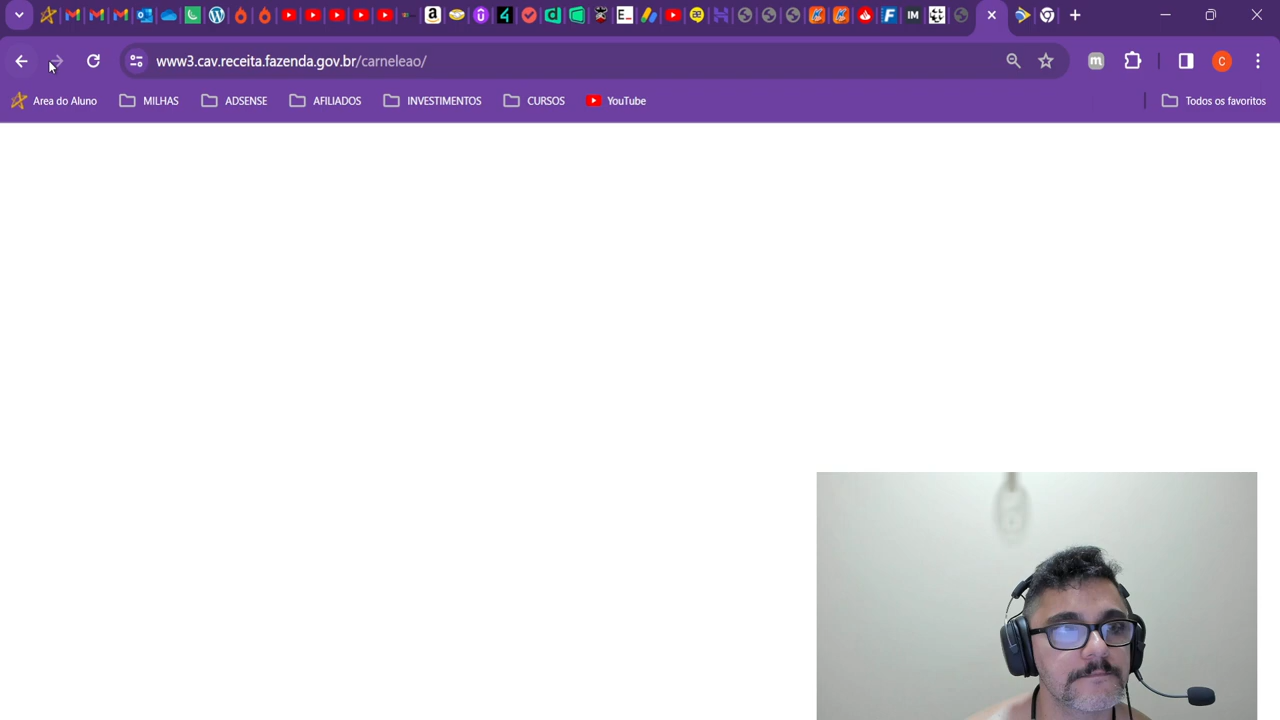 www3.cav.receita.fazenda.gov.br/carneleao/
Area do Aluno MILHAS ADSENSE AFILIADOS INVESTIMENTOS CURSOS YouTube Todos os favoritos